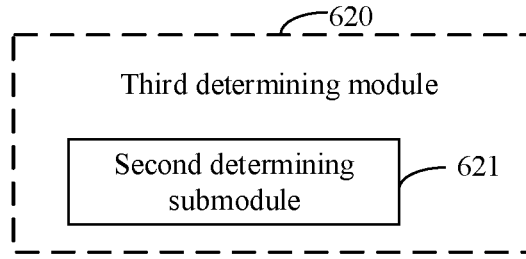 620
Third determining module
Second determining
submodule
621